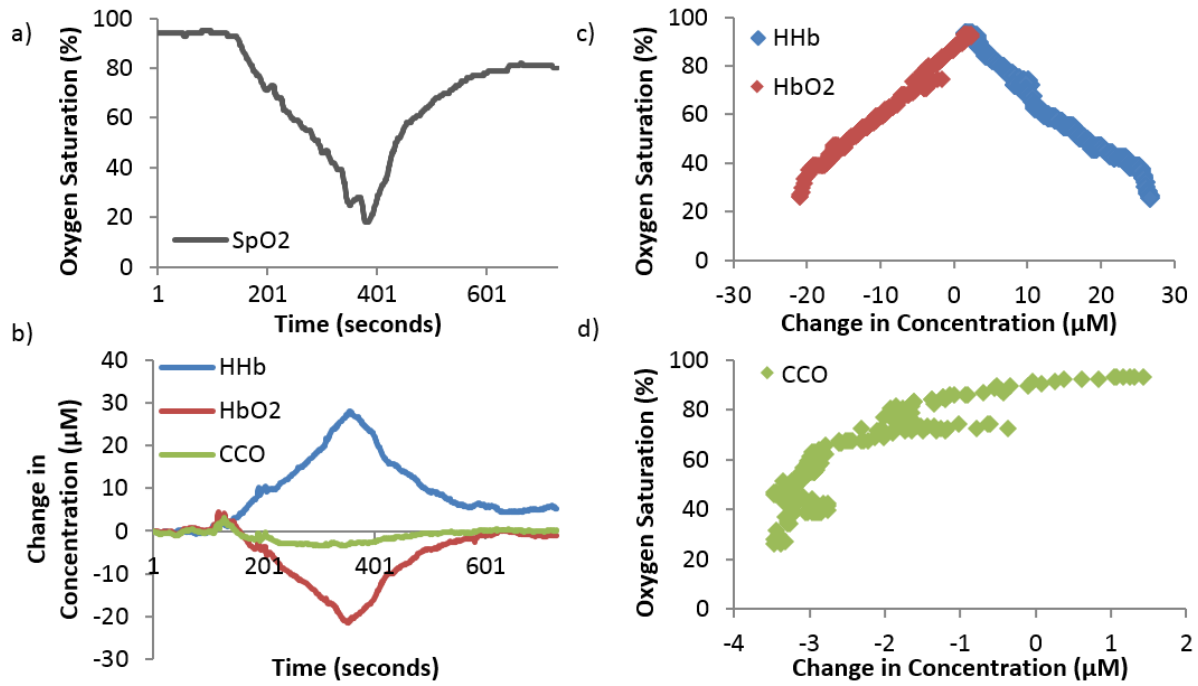 a)
Oxygen Saturation (%)
100
80
60
40
20
0
SpO2
1
201
401
601
Time (seconds)
b)
Change in
Concentration (µM)
40
30
20
10
0
-10
-20
-30
HHb
HbO2
CCO
1
201
401
601
Time (seconds)
c)
Oxygen Saturation (%)
100
80
60
40
20
0
HHb
HbO2
-30
-20
-10
0
10
20
30
Change in Concentration (µM)
d)
Oxygen Saturation (%)
100
80
60
40
20
0
CCO
-4
-3
-2
-1
0
1
2
Change in Concentration (µM)